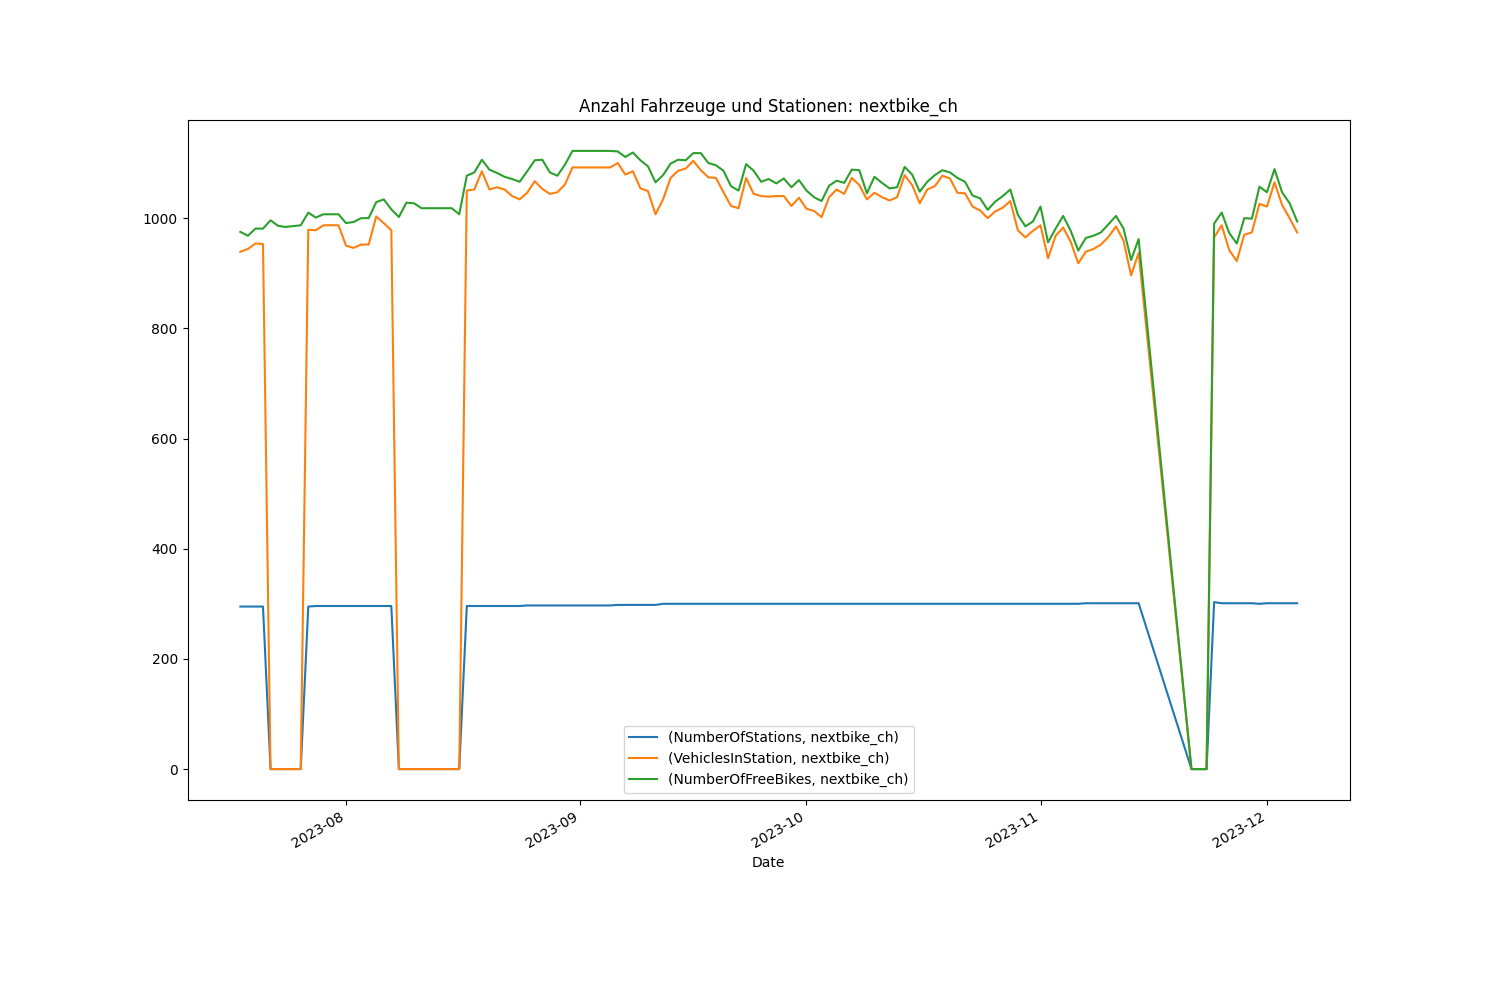 Anzahl Fahrzeuge und Stationen: nextbike_ch
1000
800
600
400
200
0
(NumberOfStations, nextbike_ch)
(VehiclesInStation, nextbike_ch)
(NumberOfFreeBikes, nextbike_ch)
2023-08
2023-09
2023-10
2023-11
2023-12
Date